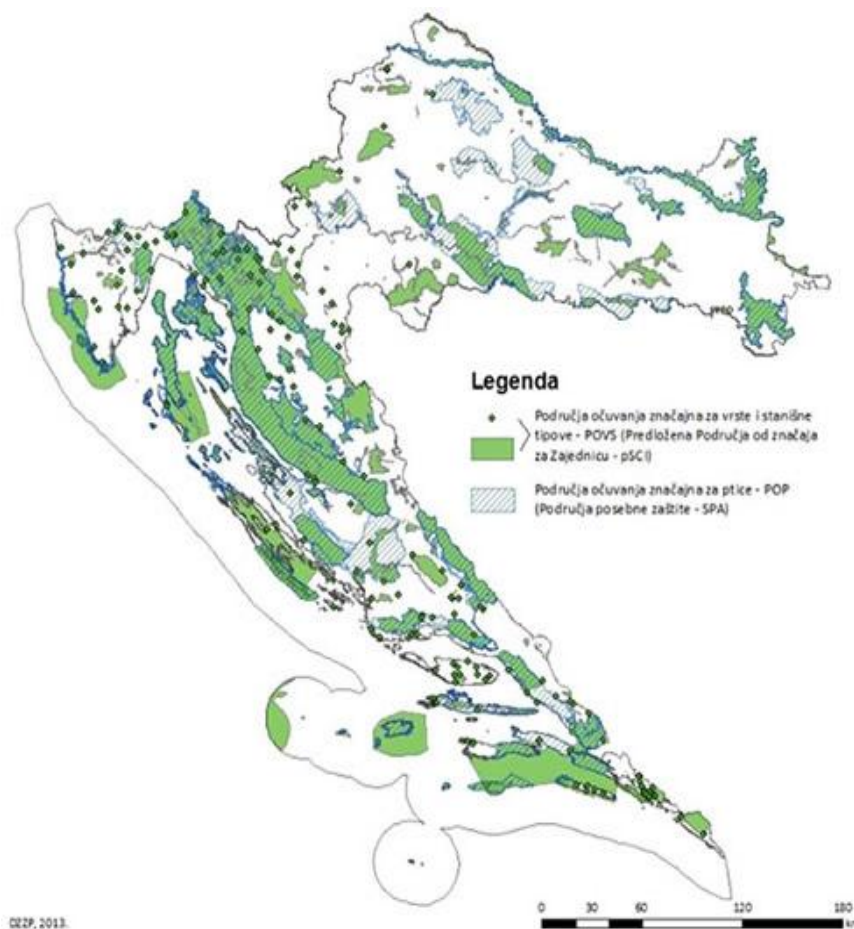 Legenda
Područja očuvanja značajna za vrste i stanišne
tipove - POVS (Predložena Područja od značaja
za Zajednicu - pSCI)
Područja očuvanja značajna za ptice - POP
(Područja posebne zaštite - SPA)
DZZP, 2013.
0 30 60 120 180